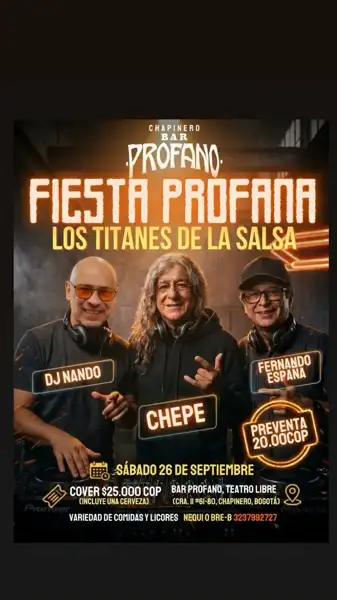 CHAPINERO
BAR
PROFANO
FIESTA PROFANA
LOS TITANES DE LA SALSA
DJ NANDO
CHEPE
FERNANDO
ESPAÑA
PREVENTA
20.00COP
SÁBADO 26 DE SEPTIEMBRE
COVER $25.000 COP
(INCLUYE UNA CERVEZA)
BAR PROFANO, TEATRO LIBRE
(CRA. 11 #61-80, CHAPINERO, BOGOTÁ)
VARIEDAD DE COMIDAS Y LICORES NEQUI O BRE-B 3237992727